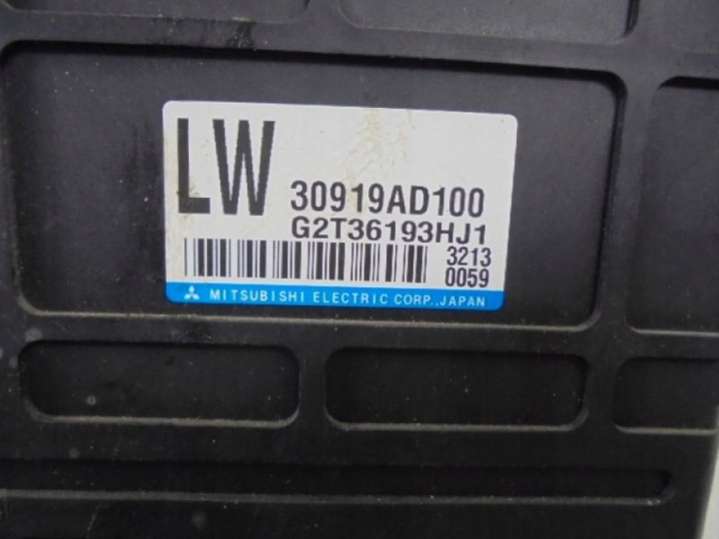 LW 30919AD100
G2T36193HJ1
3213
0059
MITSUBISHI ELECTRIC CORP., JAPAN